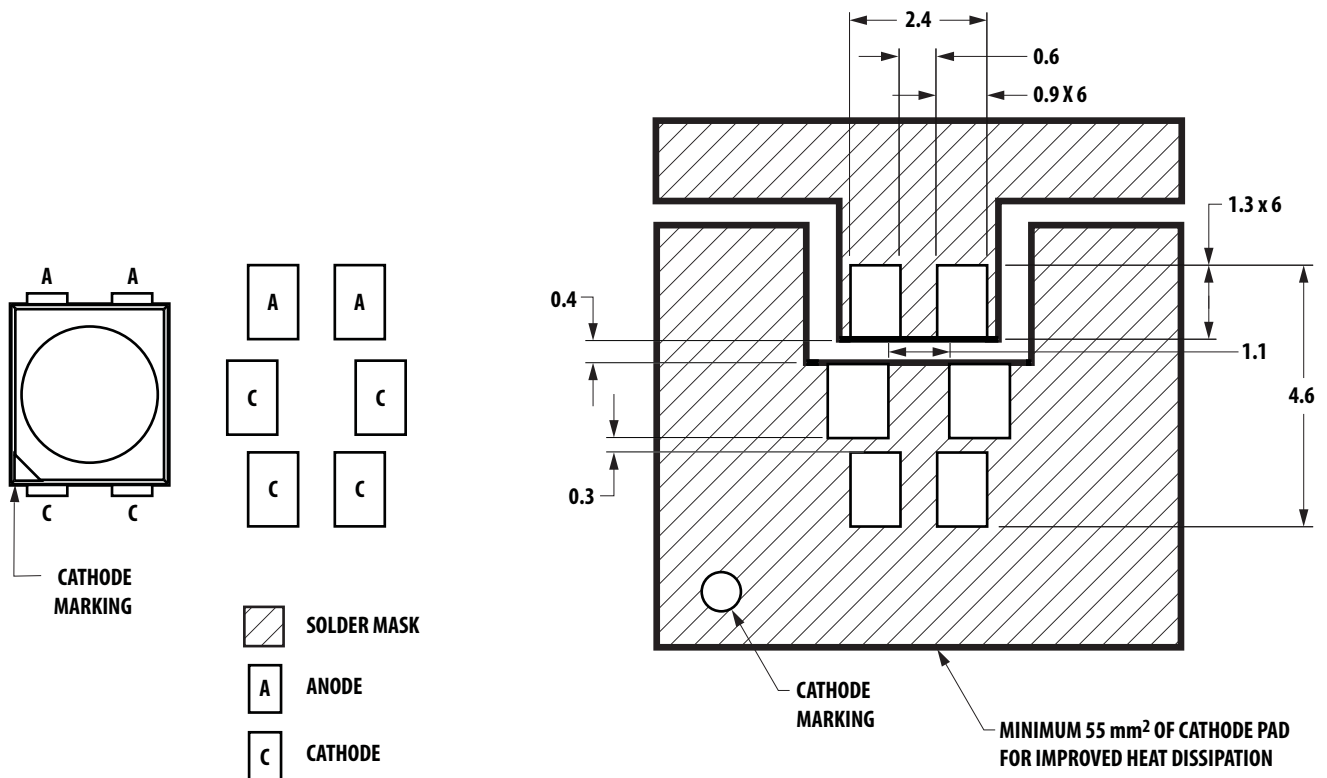 A
A
C
C
CATHODE
MARKING
A
A
C
C
C
C
SOLDER MASK
A
ANODE
C
CATHODE
2.4
0.6
0.9 X 6
1.3 x 6
0.4
1.1
4.6
0.3
CATHODE
MARKING
MINIMUM 55 mm² OF CATHODE PAD
FOR IMPROVED HEAT DISSIPATION